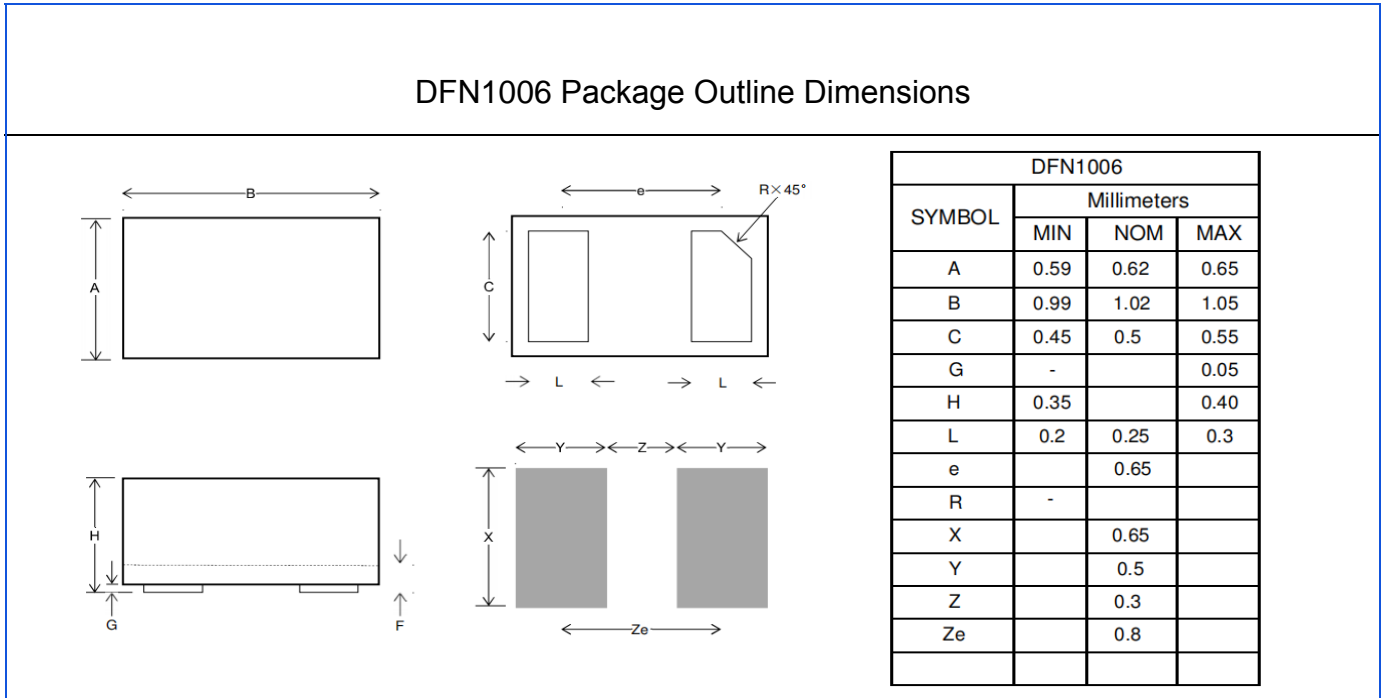 DFN1006 Package Outline Dimensions
B
A
e
R×45°
C
L
L
H
G
F
Y
Z
Y
X
Ze
DFN1006
SYMBOL
Millimeters
MIN NOM MAX
A 0.59 0.62 0.65
B 0.99 1.02 1.05
C 0.45 0.5 0.55
G - 0.05
H 0.35 0.40
L 0.2 0.25 0.3
e 0.65
R -
X 0.65
Y 0.5
Z 0.3
Ze 0.8